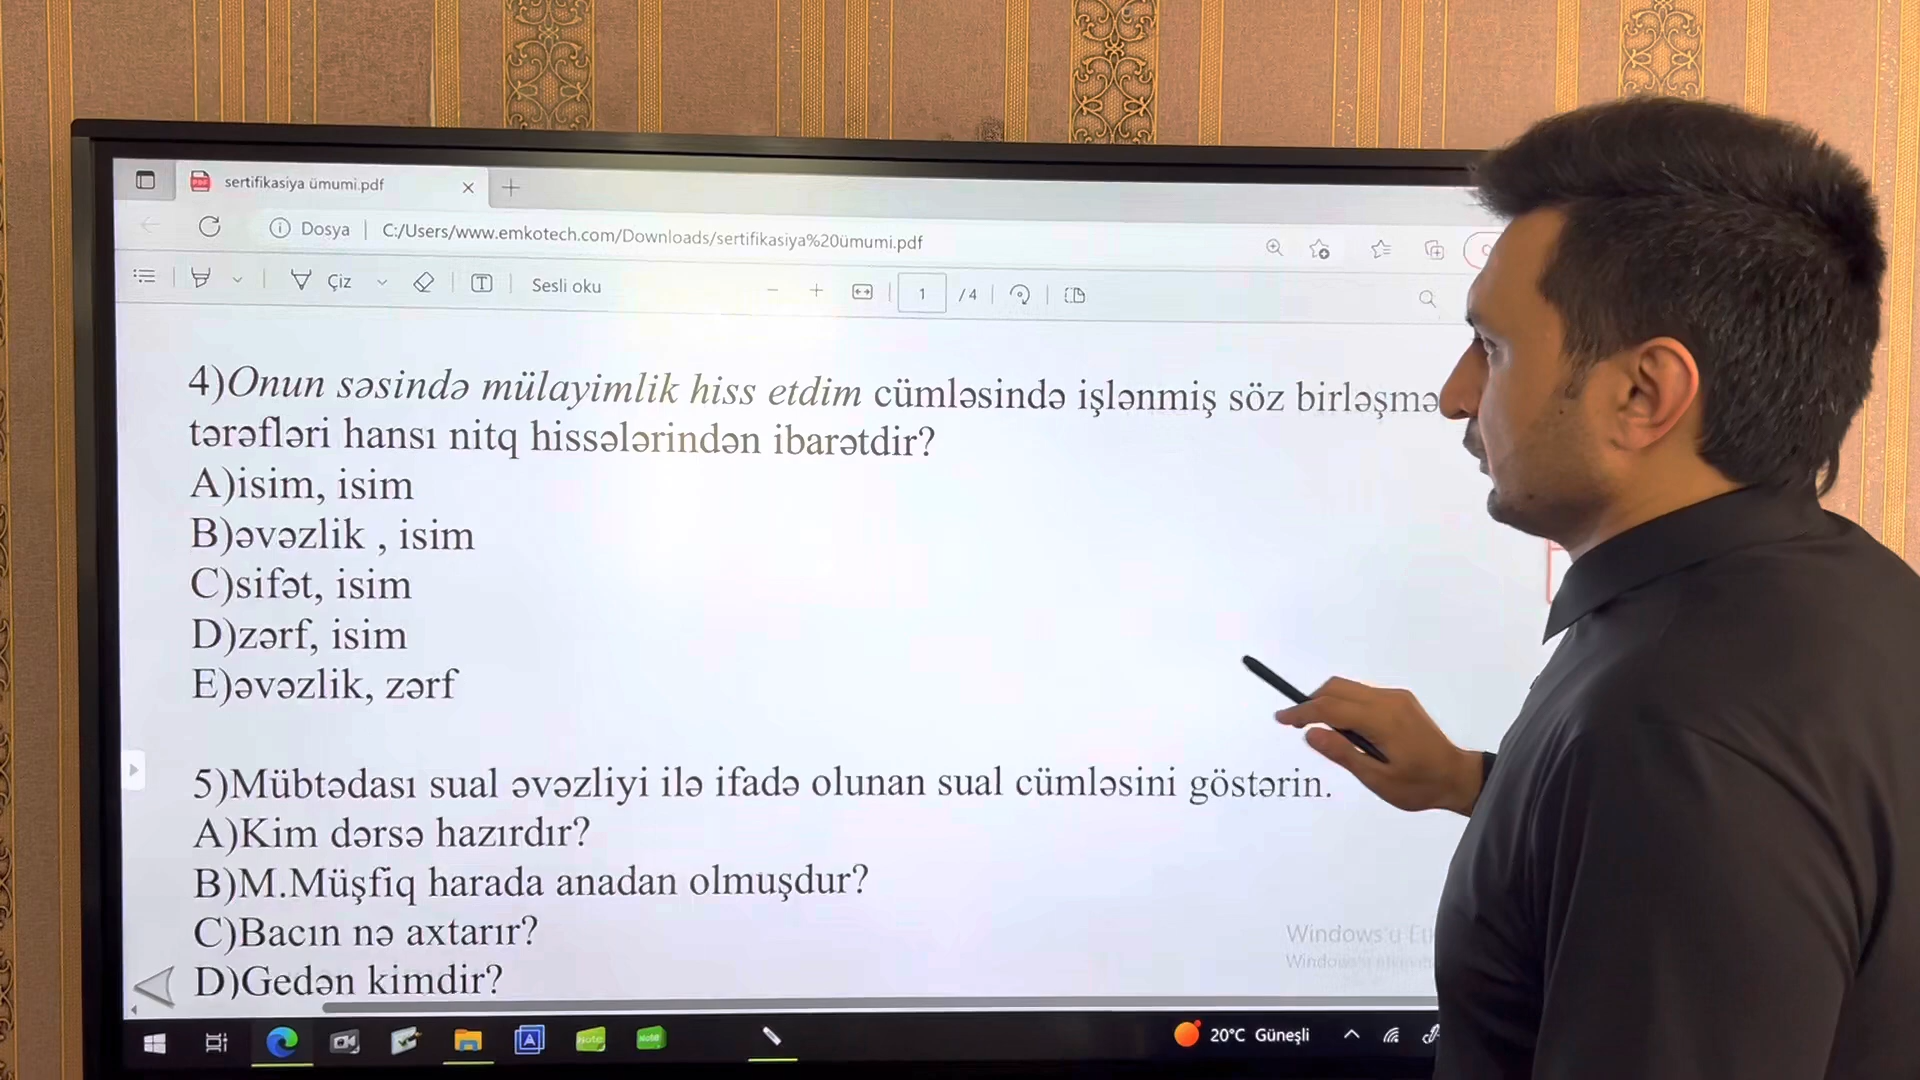 sertifikasiya ümumi.pdf
Dosya | C:/Users/www.emkotech.com/Downloads/sertifikasiya%20ümumi.pdf
Çiz
Sesli oku
1 / 4
4)Onun səsində mülayimlik hiss etdim cümləsində işlənmiş söz birləşmə
tərəfləri hansı nitq hissələrindən ibarətdir?
A)isim, isim
B)əvəzlik , isim
C)sifət, isim
D)zərf, isim
E)əvəzlik, zərf
5)Mübtədası sual əvəzliyi ilə ifadə olunan sual cümləsini göstərin.
A)Kim dərsə hazırdır?
B)M.Müşfiq harada anadan olmuşdur?
C)Bacın nə axtarır?
D)Gedən kimdir?
Windows'u
20°C Güneşli